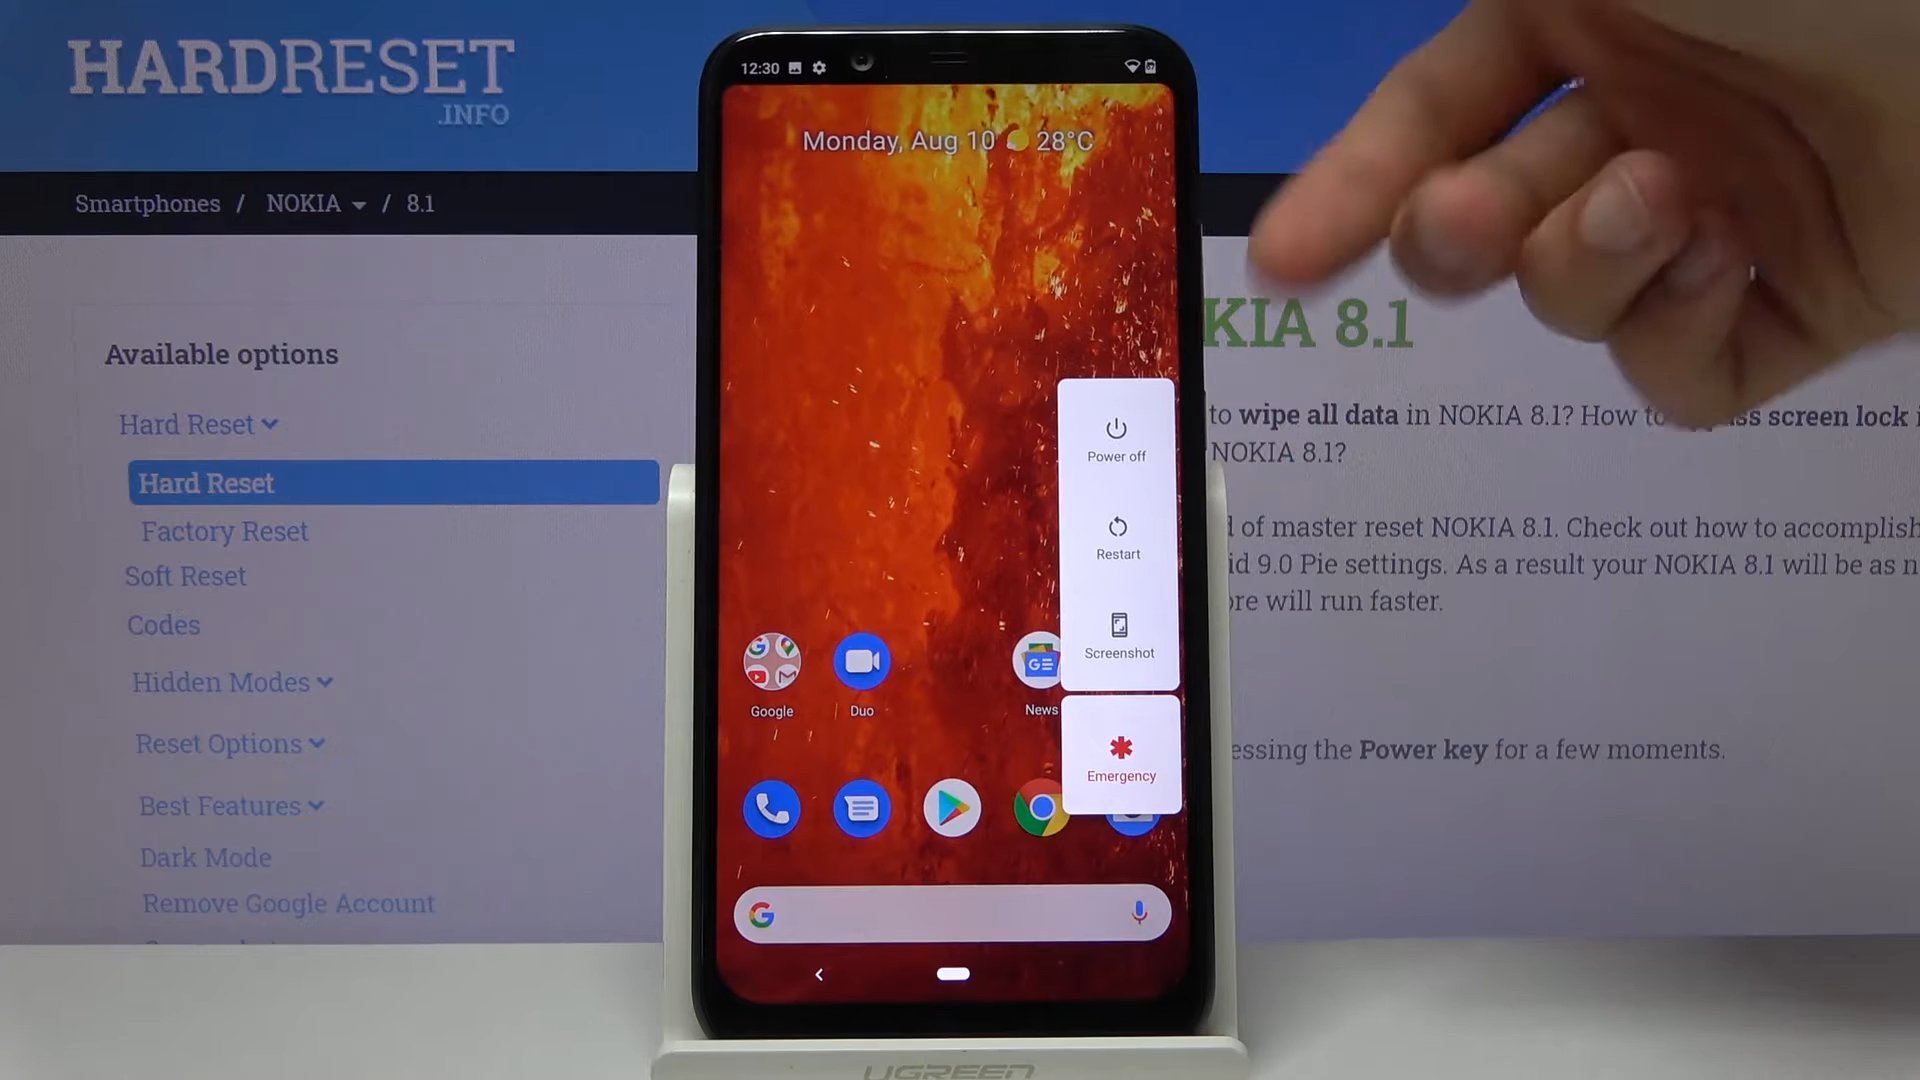 HARDRESET
.INFO
Smartphones / NOKIA / 8.1
Available options
Hard Reset
Hard Reset
Factory Reset
Soft Reset
Codes
Hidden Modes
Reset Options
Best Features
Dark Mode
Remove Google Account
12:30
Monday, Aug 10 28°C
Power off
Restart
Screenshot
Emergency
Google
Duo
News
KIA 8.1
to wipe all data in NOKIA 8.1? How to screen lock
NOKIA 8.1?
of master reset NOKIA 8.1. Check out how to accomplish
9.0 Pie settings. As a result your NOKIA 8.1 will be as
will run faster.
the Power key for a few moments.
UGREEN